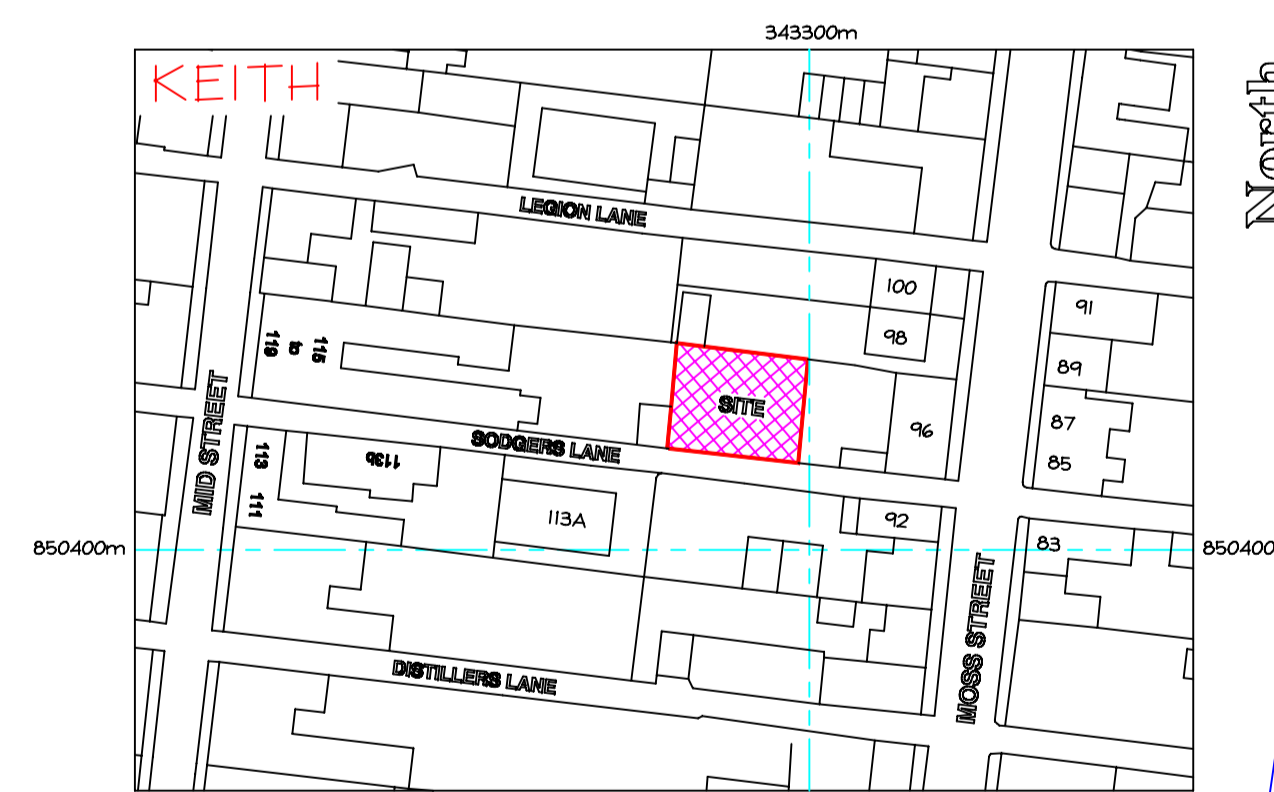 343300m
KEITH
North
LEGION LANE
100
98
91
89
115
to
119
SITE
87
96
85
MID STREET
SODGERS LANE
113
111
113b
113A
92
83
850400m
850400
MOSS STREET
DISTILLERS LANE